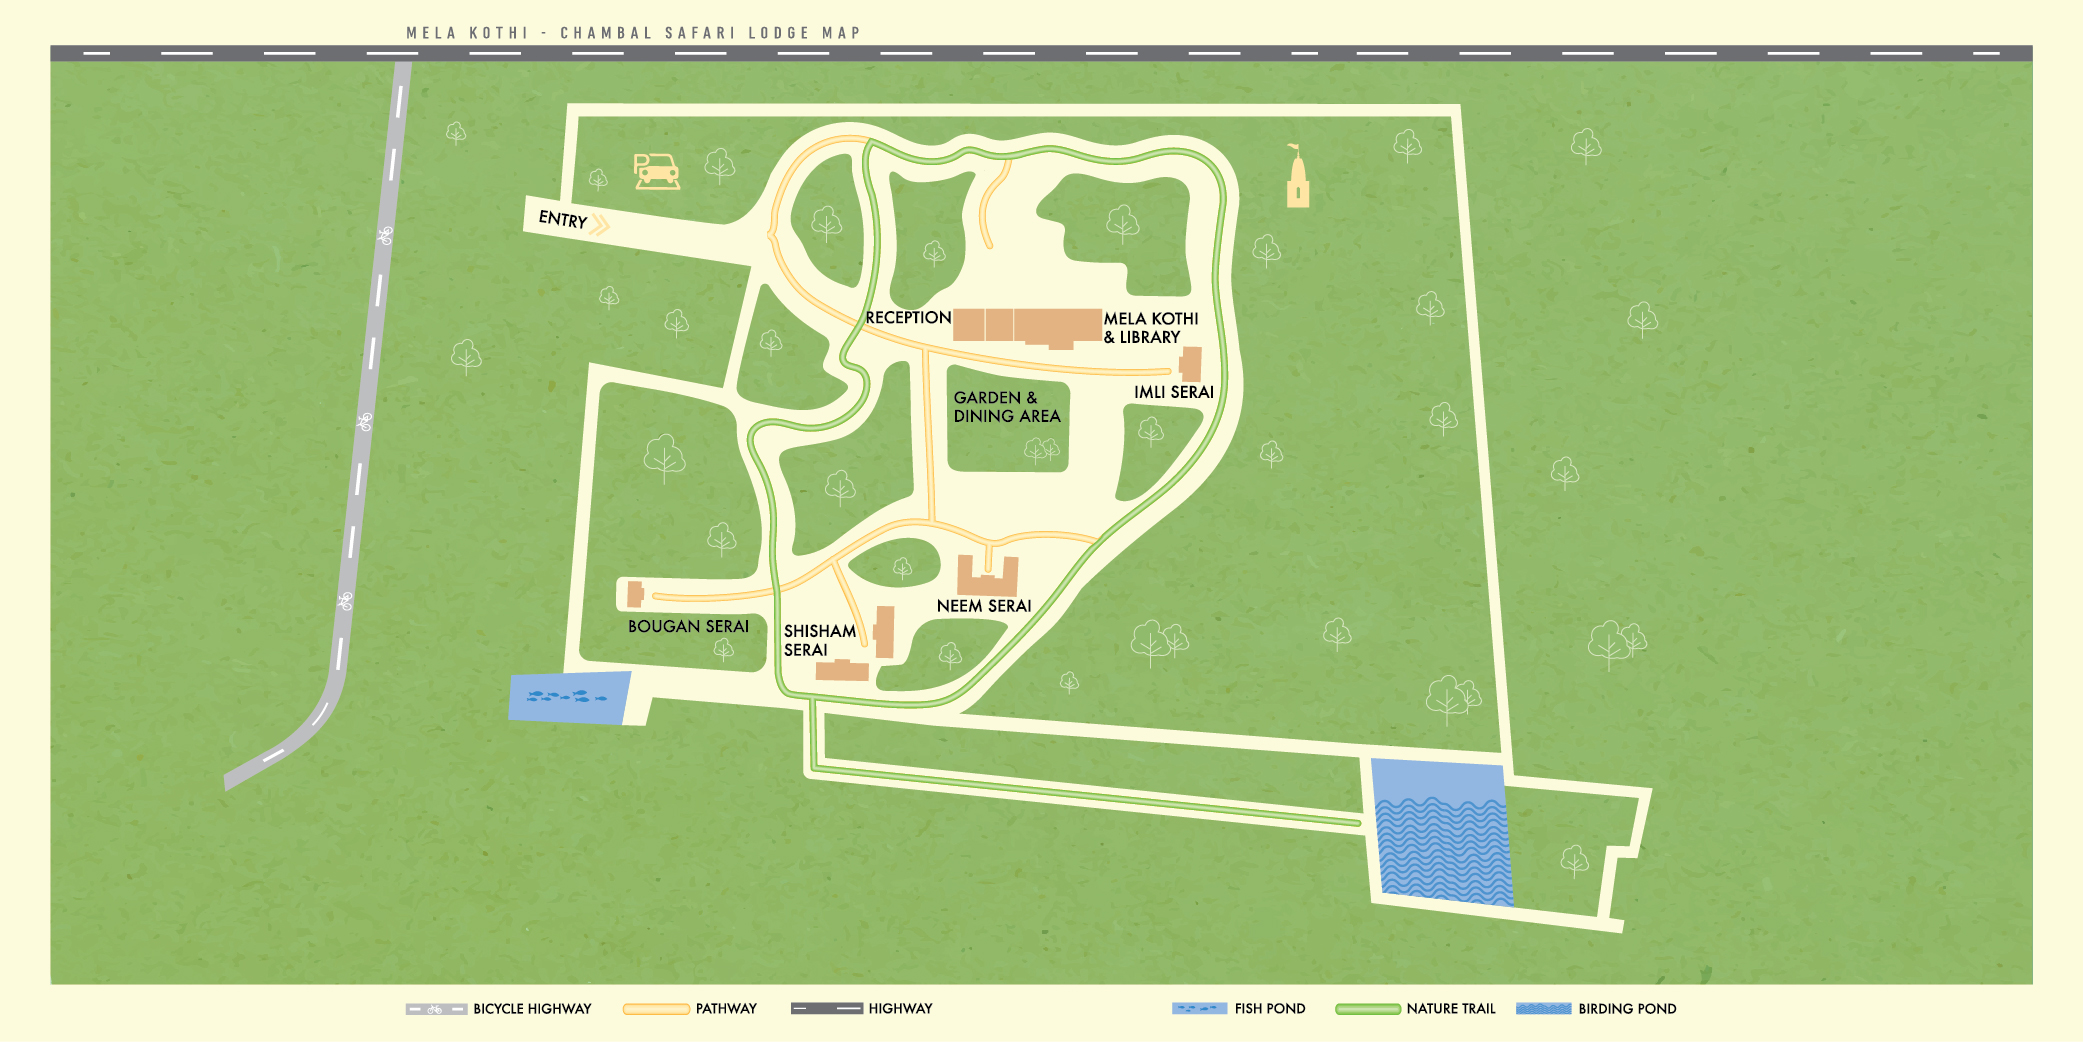 MELA KOTHI - CHAMBAL SAFARI LODGE MAP
P
ENTRY
RECEPTION
MELA KOTHI
& LIBRARY
IMLI SERAI
GARDEN &
DINING AREA
NEEM SERAI
BOUGAN SERAI
SHISHAM
SERAI
BICYCLE HIGHWAY
PATHWAY
HIGHWAY
FISH POND
NATURE TRAIL
BIRDING POND